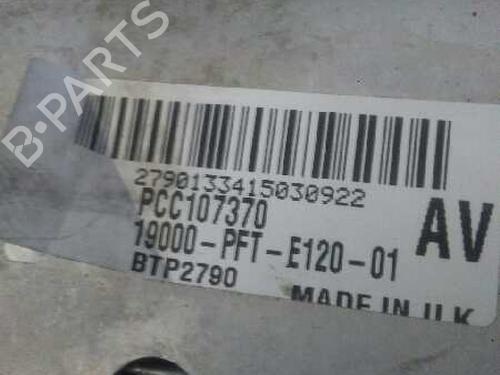 B-PARTS
2790133415030922
PCC107370
AV
19000-PFT-E120-01
BTP2790
MADE IN U.K